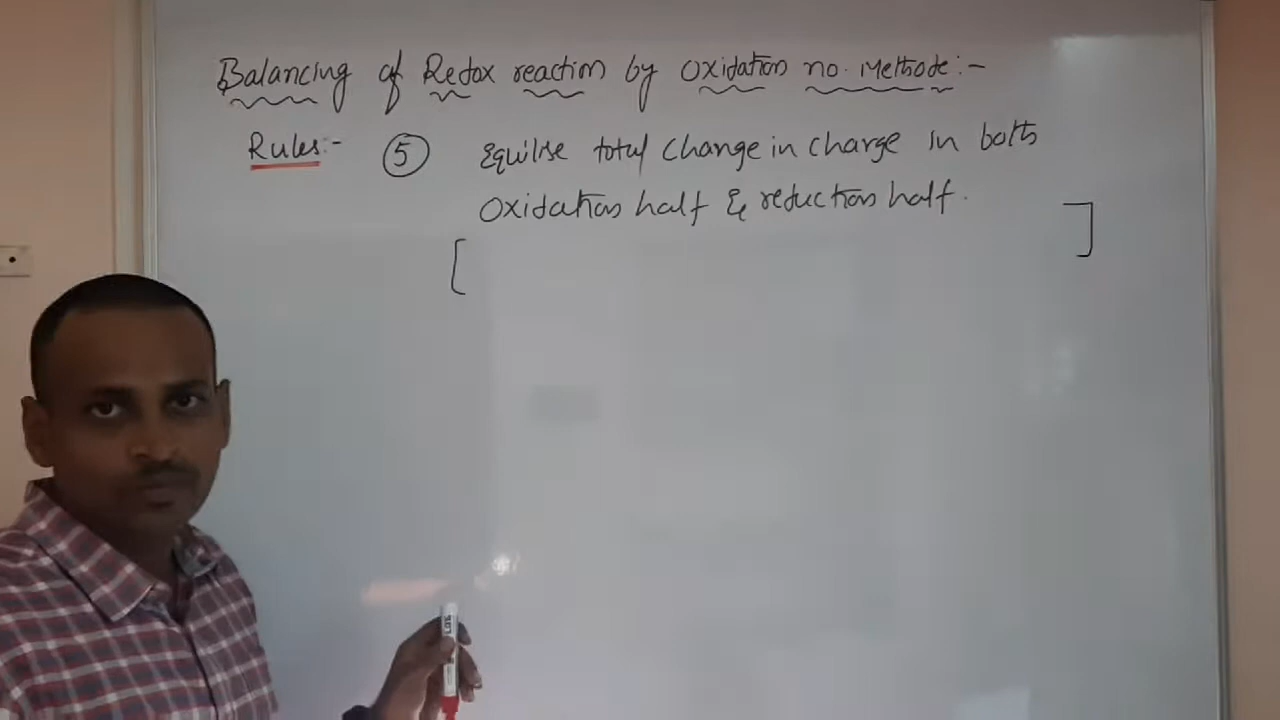 Balancing of Redox reaction by Oxidation no. Methode:-
Rules:- 5 Equilise total change in charge in both
Oxidation half & reduction half.
[ ]